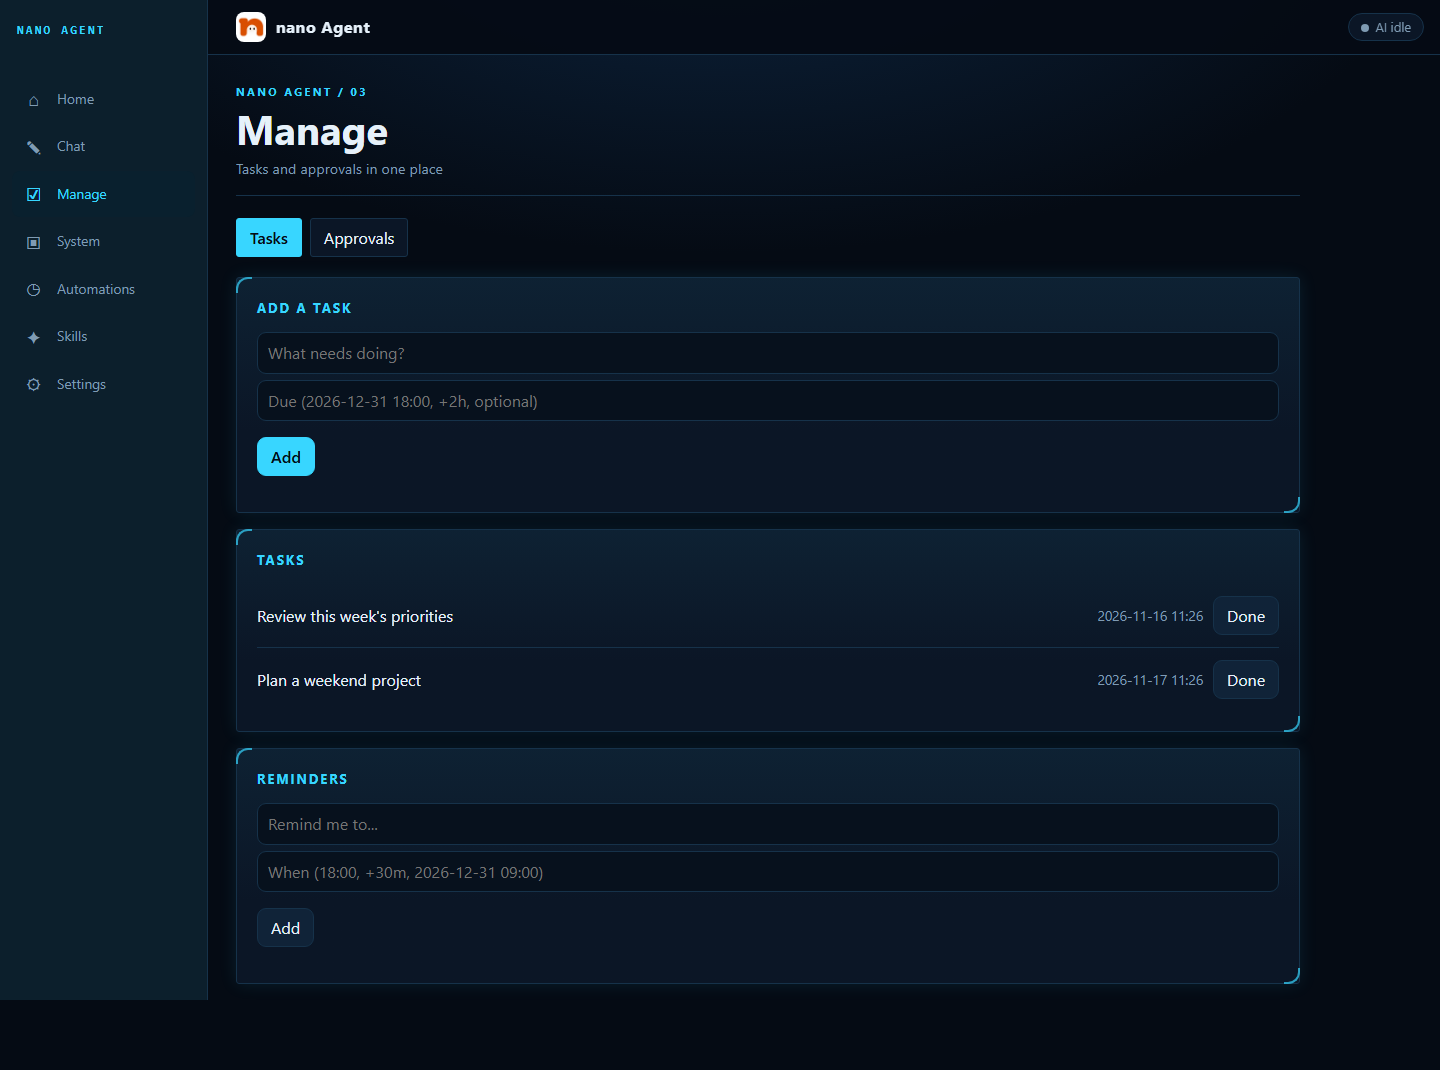 NANO AGENT
Home
Chat
Manage
System
Automations
Skills
Settings
nano Agent
AI idle
NANO AGENT / 03
Manage
Tasks and approvals in one place
Tasks
Approvals
ADD A TASK
What needs doing?
Due (2026-12-31 18:00, +2h, optional)
Add
TASKS
Review this week's priorities 2026-11-16 11:26 Done
Plan a weekend project 2026-11-17 11:26 Done
REMINDERS
Remind me to...
When (18:00, +30m, 2026-12-31 09:00)
Add